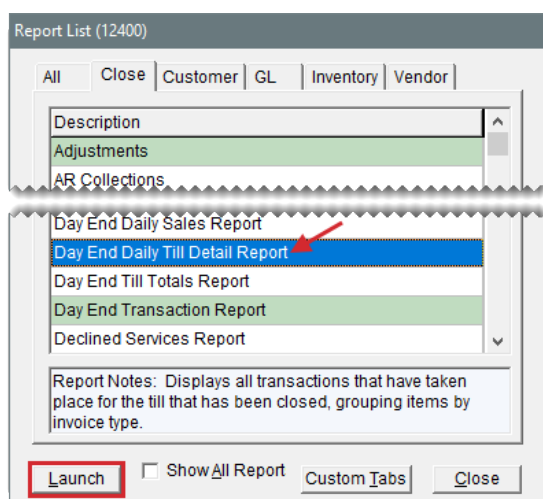 Report List (12400)
All Close Customer GL Inventory Vendor
Description
Adjustments
AR Collections
Day End Daily Sales Report
Day End Daily Till Detail Report
Day End Till Totals Report
Day End Transaction Report
Declined Services Report
Report Notes: Displays all transactions that have taken
place for the till that has been closed, grouping items by
invoice type.
Launch Show All Report Custom Tabs Close